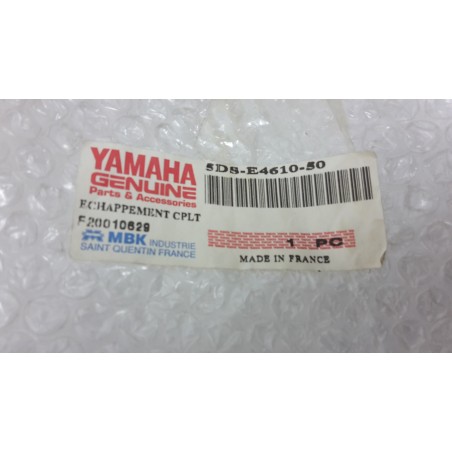 YAMAHA
GENUINE
Parts & Accessories
ECHAPPEMENT CPLT
F20010629
MBK INDUSTRIE
SAINT QUENTIN FRANCE
5DS-E4610-50
1 PC
MADE IN FRANCE